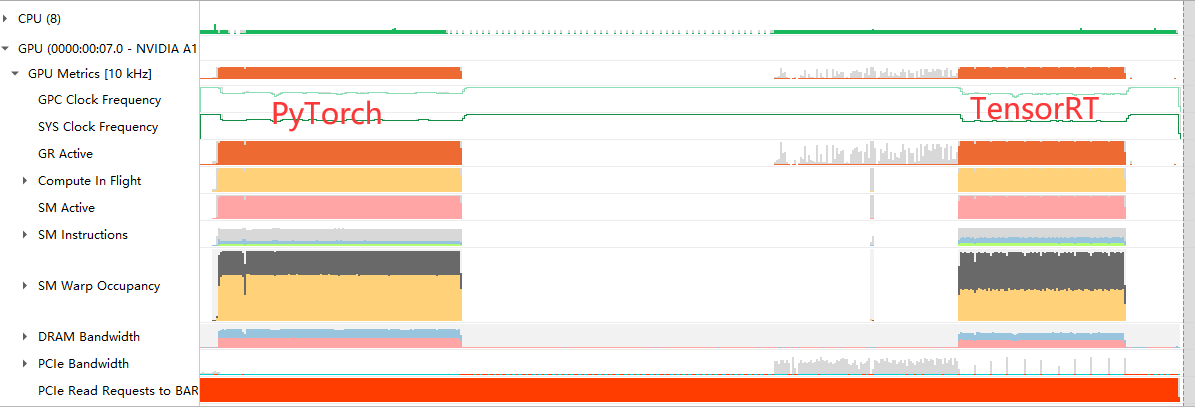 CPU (8)
GPU (0000:00:07.0 - NVIDIA A1
GPU Metrics [10 kHz]
GPC Clock Frequency
SYS Clock Frequency
GR Active
Compute In Flight
SM Active
SM Instructions
SM Warp Occupancy
DRAM Bandwidth
PCIe Bandwidth
PCIe Read Requests to BAR
PyTorch
TensorRT